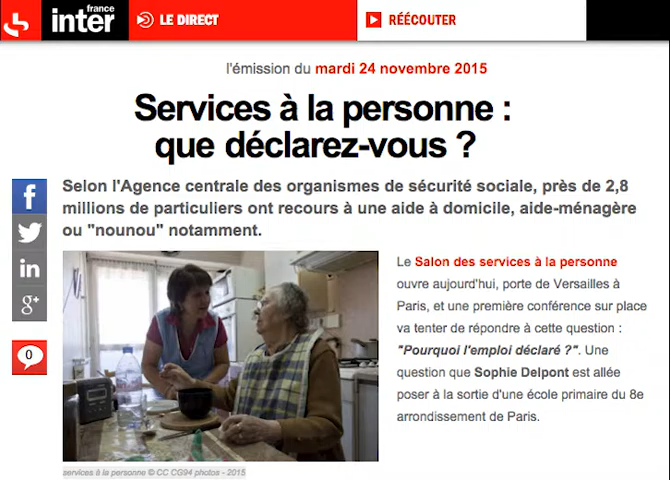 france
inter
LE DIRECT
RÉÉCOUTER
l'émission du mardi 24 novembre 2015
Services à la personne :
que déclarez-vous ?
Selon l'Agence centrale des organismes de sécurité sociale, près de 2,8
millions de particuliers ont recours à une aide à domicile, aide-ménagère
ou "nounou" notamment.
f
in
g+
0
Le Salon des services à la personne
ouvre aujourd'hui, porte de Versailles à
Paris, et une première conférence sur place
va tenter de répondre à cette question :
"Pourquoi l'emploi déclaré ?". Une
question que Sophie Delpont est allée
poser à la sortie d'une école primaire du 8e
arrondissement de Paris.
services à la personne © CC CG94 photos - 2015